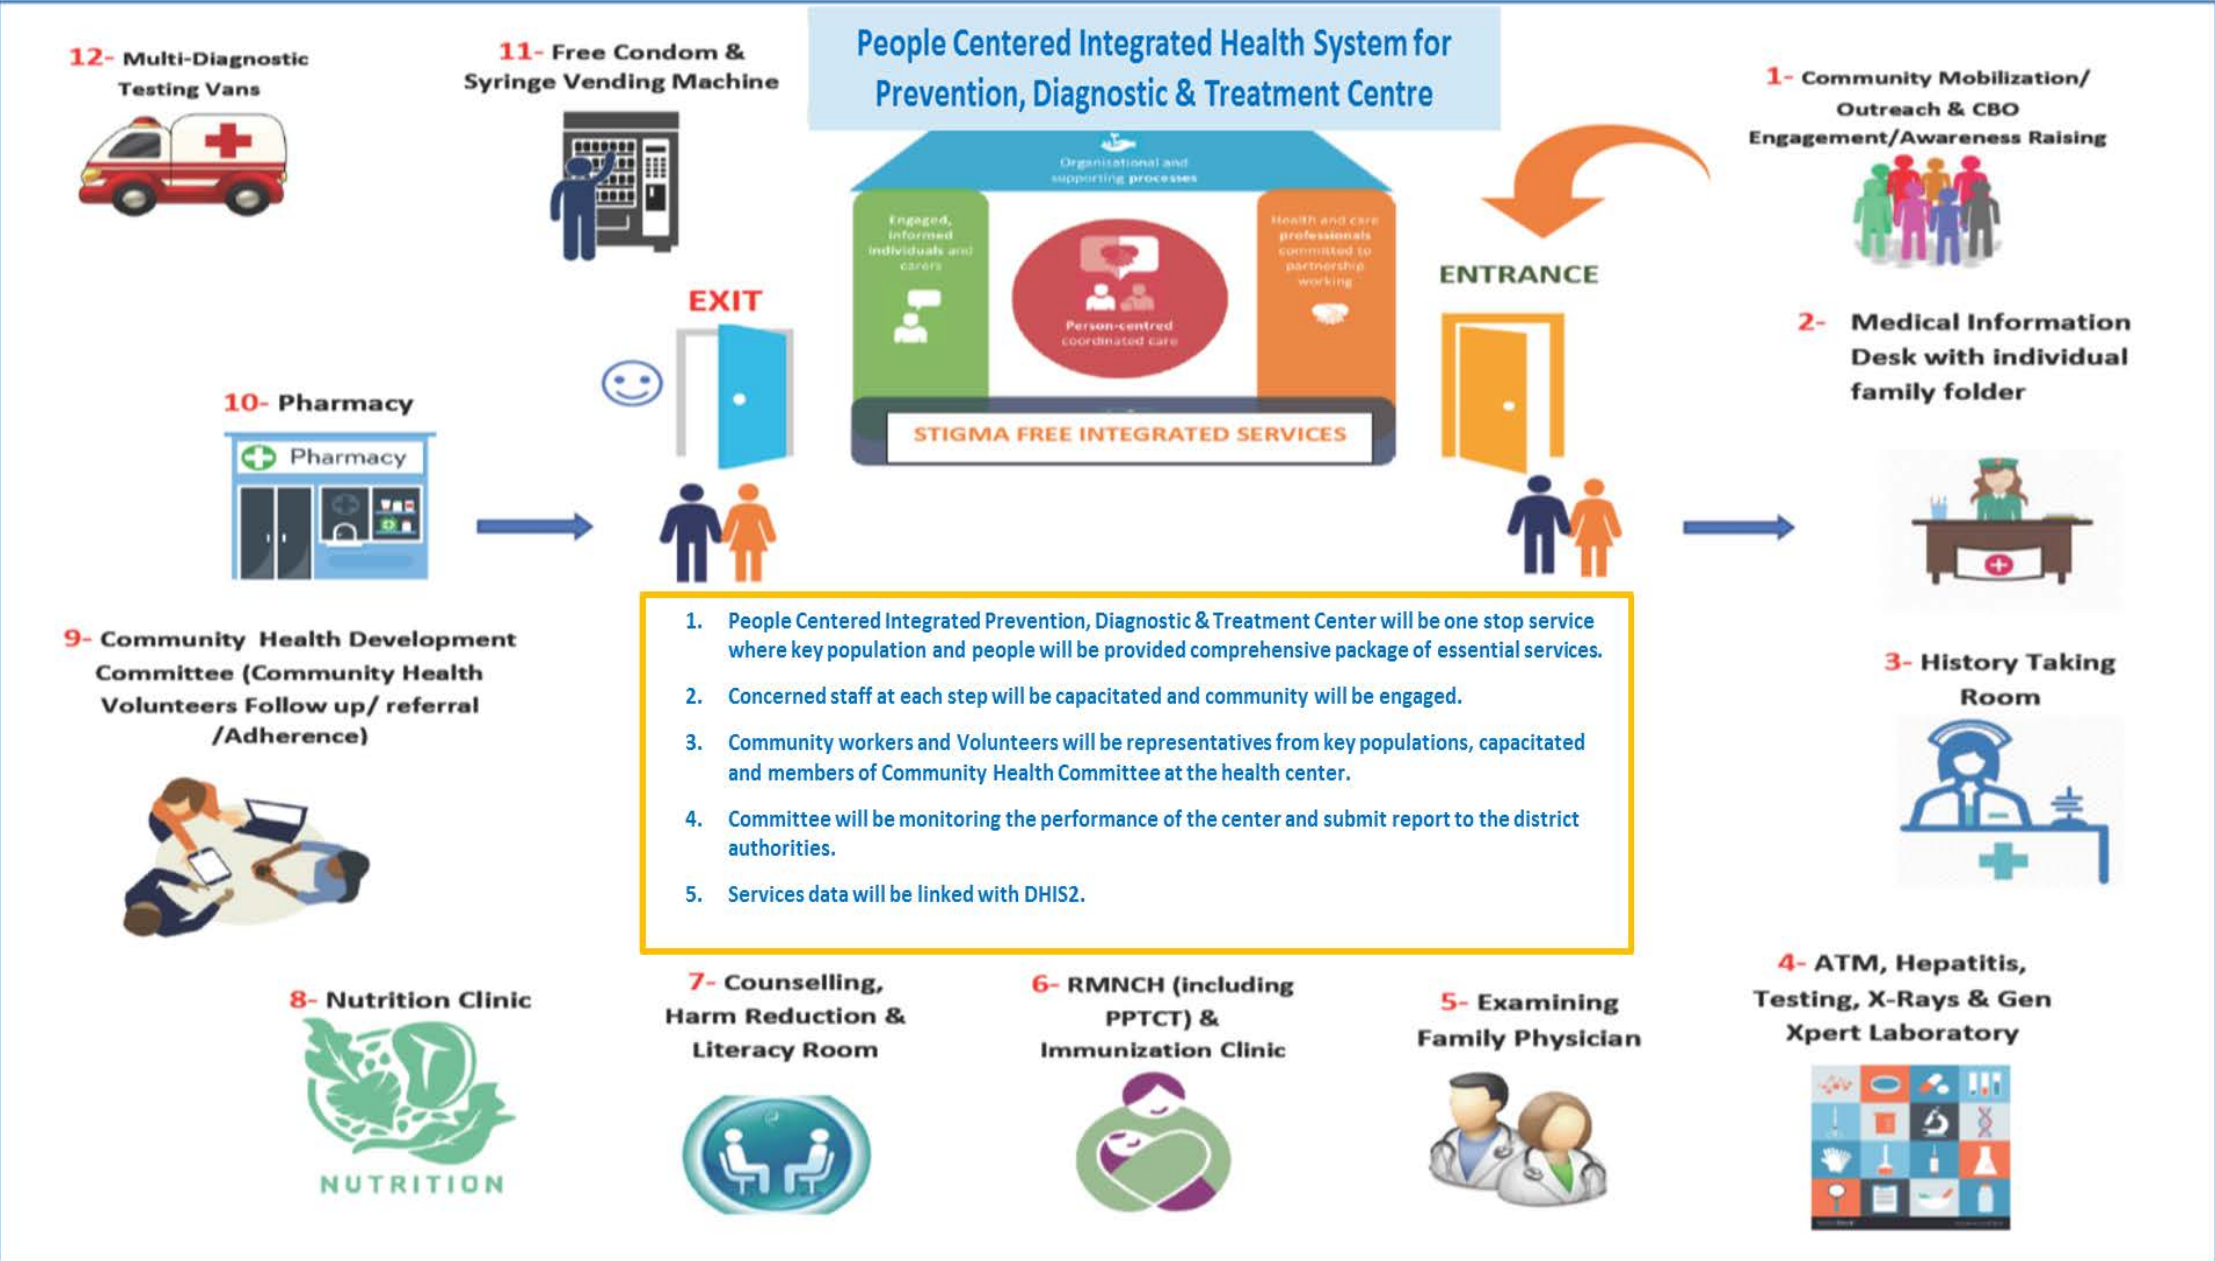 People Centered Integrated Health System for
Prevention, Diagnostic & Treatment Centre
12- Multi-Diagnostic
Testing Vans
11- Free Condom &
Syringe Vending Machine
Organisational and
supporting processes
Engaged,
informed
individuals and
carers
Person-centred
coordinated care
Health and care
professionals
committed to
partnership
working
STIGMA FREE INTEGRATED SERVICES
EXIT
ENTRANCE
1- Community Mobilization/
Outreach & CBO
Engagement/Awareness Raising
2- Medical Information
Desk with individual
family folder
3- History Taking
Room
4- ATM, Hepatitis,
Testing, X-Rays & Gen
Xpert Laboratory
5- Examining
Family Physician
6- RMNCH (including
PPTCT) &
Immunization Clinic
7- Counselling,
Harm Reduction &
Literacy Room
8- Nutrition Clinic
NUTRITION
9- Community Health Development
Committee (Community Health
Volunteers Follow up/ referral
/Adherence)
10- Pharmacy
Pharmacy
1. People Centered Integrated Prevention, Diagnostic & Treatment Center will be one stop service
where key population and people will be provided comprehensive package of essential services.
2. Concerned staff at each step will be capacitated and community will be engaged.
3. Community workers and Volunteers will be representatives from key populations, capacitated
and members of Community Health Committee at the health center.
4. Committee will be monitoring the performance of the center and submit report to the district
authorities.
5. Services data will be linked with DHIS2.